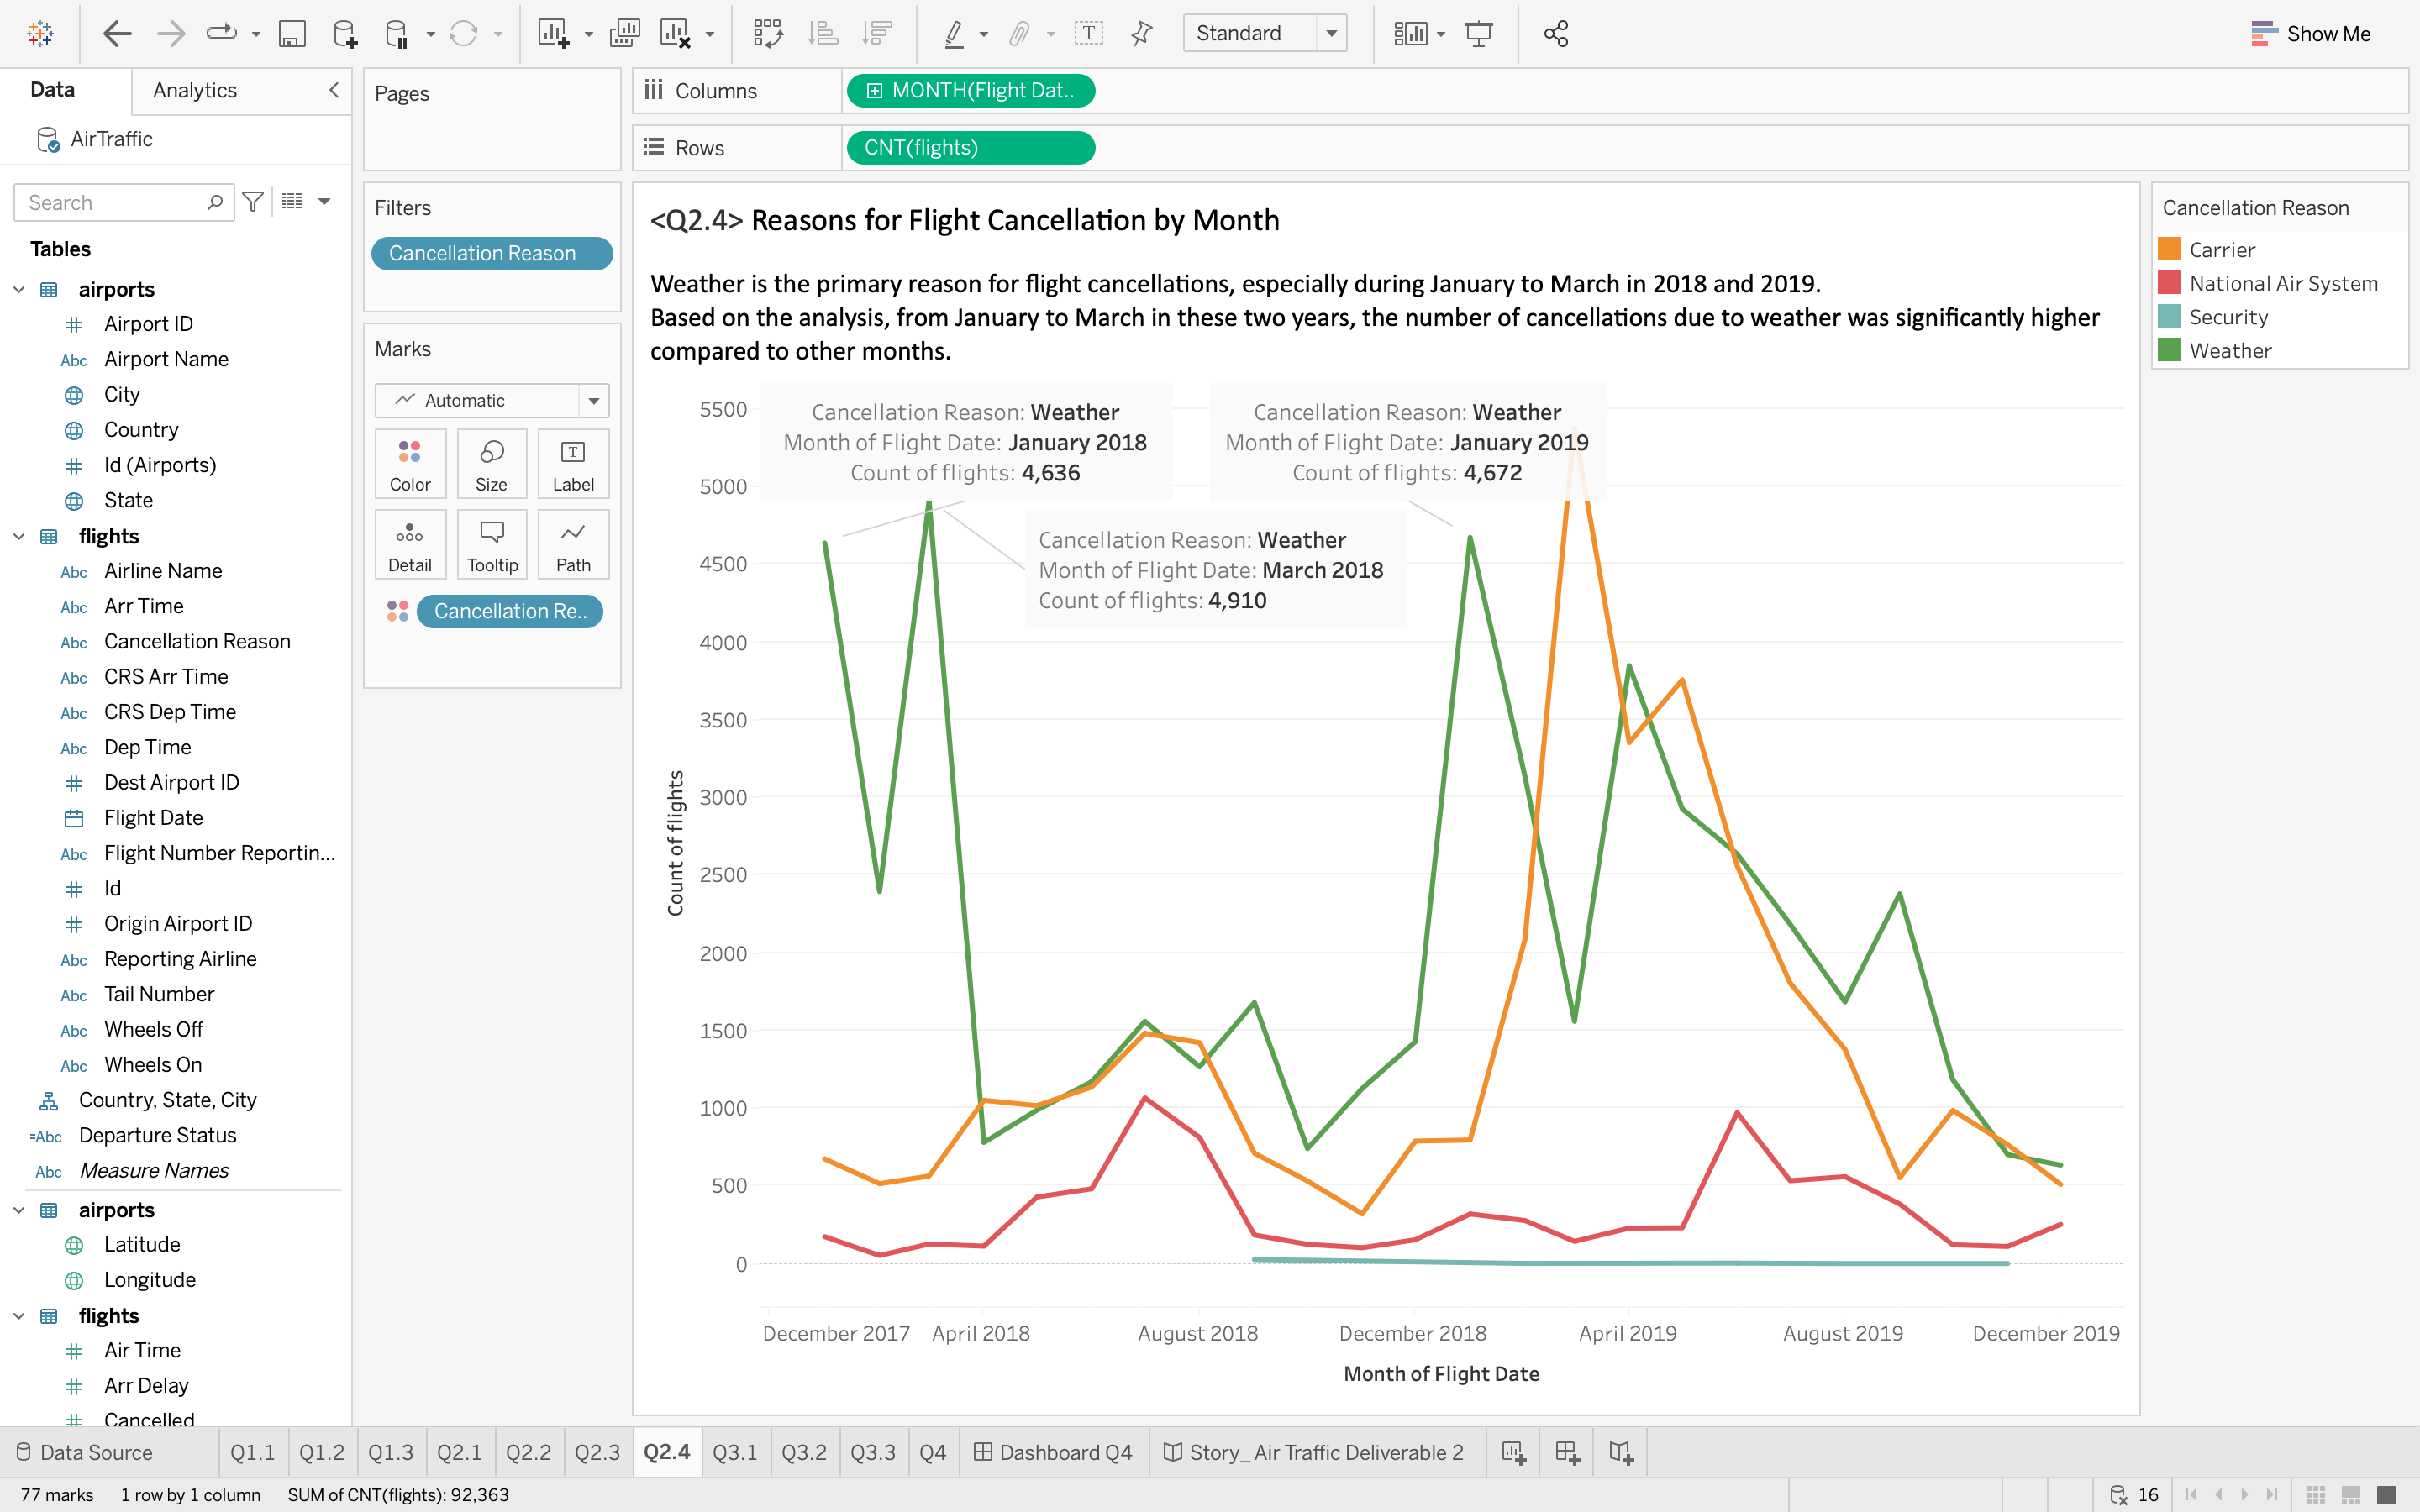 Standard
Show Me
Data
Analytics
AirTraffic
Search
Tables
airports
Airport ID
Abc Airport Name
City
Country
Id (Airports)
State
flights
Abc Airline Name
Abc Arr Time
Abc Cancellation Reason
Abc CRS Arr Time
Abc CRS Dep Time
Abc Dep Time
Dest Airport ID
Flight Date
Abc Flight Number Reportin...
Id
Origin Airport ID
Abc Reporting Airline
Abc Tail Number
Abc Wheels Off
Abc Wheels On
Country, State, City
=Abc Departure Status
Abc Measure Names
airports
Latitude
Longitude
flights
Air Time
Arr Delay
Cancelled
Pages
Filters
Cancellation Reason
Marks
Automatic
Color
Size
T
Label
Detail
Tooltip
Path
Cancellation Re..
Columns
MONTH(Flight Dat..
Rows
CNT(flights)
<Q2.4> Reasons for Flight Cancellation by Month
Weather is the primary reason for flight cancellations, especially during January to March in 2018 and 2019.
Based on the analysis, from January to March in these two years, the number of cancellations due to weather was significantly higher
compared to other months.
Cancellation Reason: Weather
Month of Flight Date: January 2018
Count of flights: 4,636
Cancellation Reason: Weather
Month of Flight Date: January 2019
Count of flights: 4,672
Cancellation Reason: Weather
Month of Flight Date: March 2018
Count of flights: 4,910
Count of flights
5500
5000
4500
4000
3500
3000
2500
2000
1500
1000
500
0
December 2017
April 2018
August 2018
December 2018
April 2019
August 2019
December 2019
Month of Flight Date
Cancellation Reason
Carrier
National Air System
Security
Weather
Data Source
Q1.1
Q1.2
Q1.3
Q2.1
Q2.2
Q2.3
Q2.4
Q3.1
Q3.2
Q3.3
Q4
Dashboard Q4
Story_ Air Traffic Deliverable 2
77 marks
1 row by 1 column
SUM of CNT(flights): 92,363
16